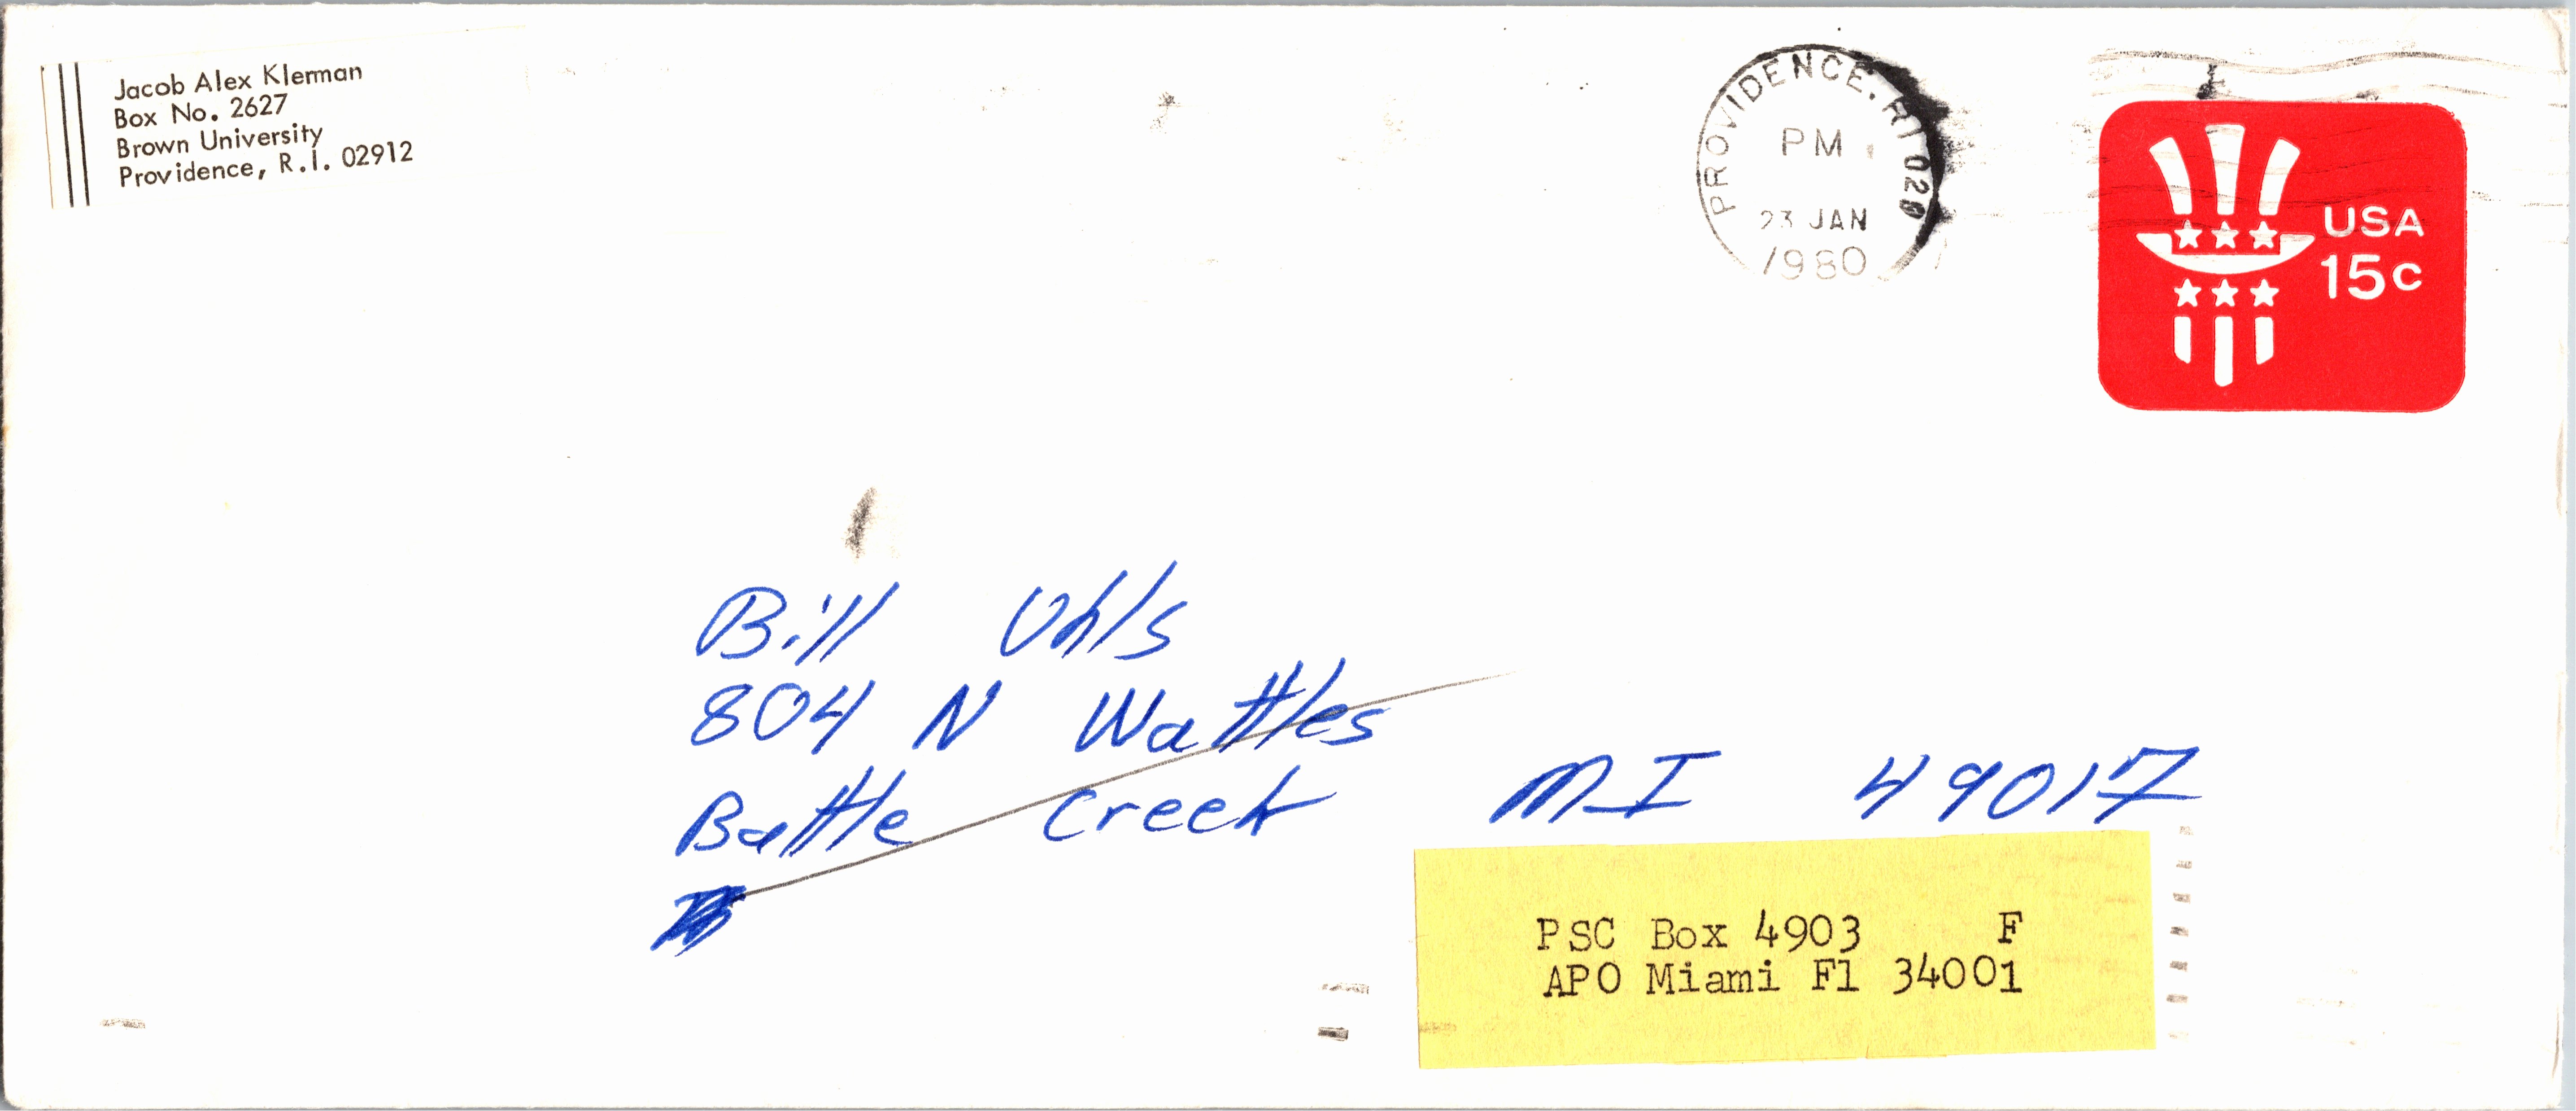 Jacob Alex Klerman
Box No. 2627
Brown University
Providence, R.I. 02912
PROVIDENCE. RI 029
PM
23 JAN
1980
USA
15c
Bill Uhls
804 N Wattles
Battle Creek MI 49017
PSC Box 4903 F
APO Miami Fl 34001